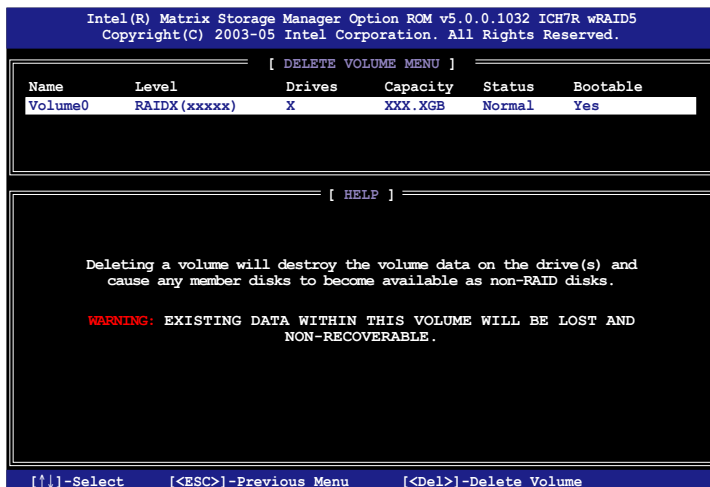 Intel(R) Matrix Storage Manager Option ROM v5.0.0.1032 ICH7R wRAID5
Copyright(C) 2003-05 Intel Corporation. All Rights Reserved.
[ DELETE VOLUME MENU ]
Name Level Drives Capacity Status Bootable
Volume0 RAIDX(xxxxx) X XXX.XGB Normal Yes
[ HELP ]
Deleting a volume will destroy the volume data on the drive(s) and
cause any member disks to become available as non-RAID disks.
WARNING: EXISTING DATA WITHIN THIS VOLUME WILL BE LOST AND
NON-RECOVERABLE.
[↑↓]-Select [<ESC>]-Previous Menu [<Del>]-Delete Volume